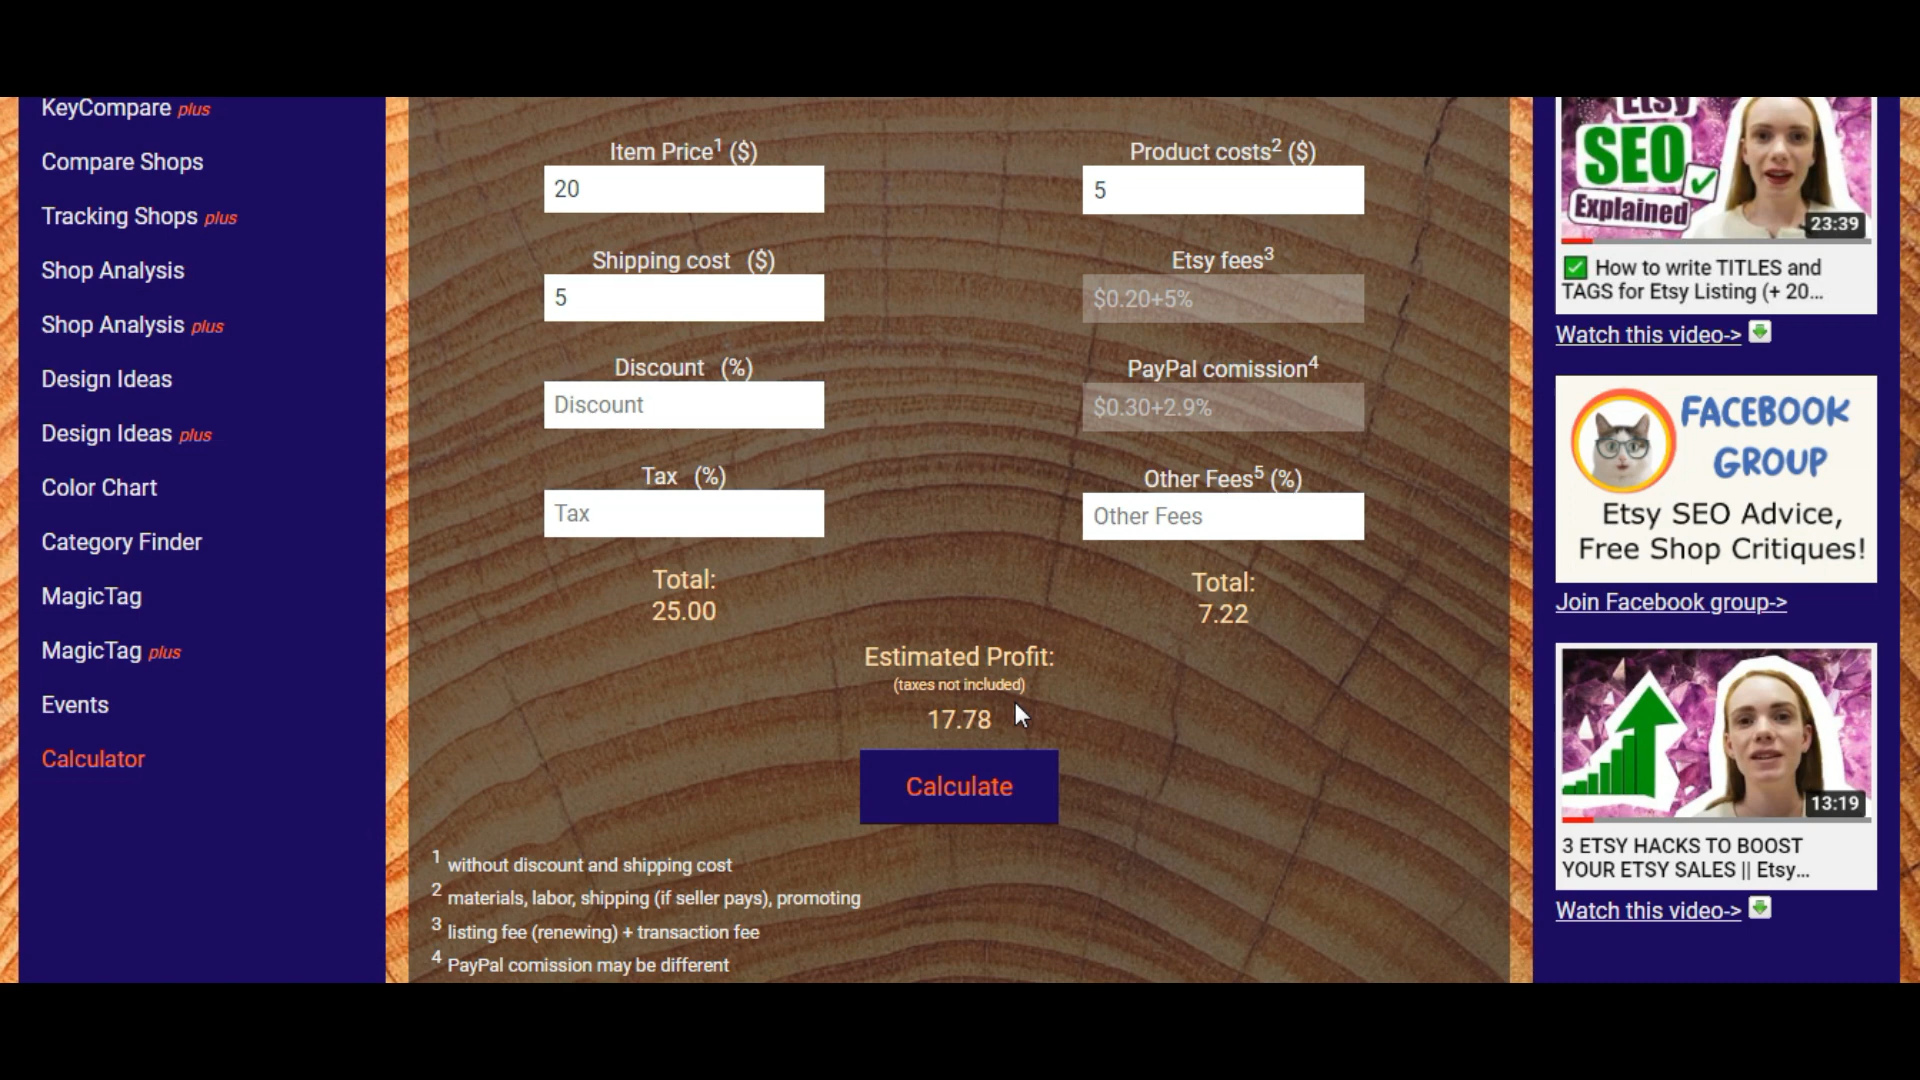 KeyCompare plus
Compare Shops
Tracking Shops plus
Shop Analysis
Shop Analysis plus
Design Ideas
Design Ideas plus
Color Chart
Category Finder
MagicTag
MagicTag plus
Events
Calculator
Item Price1 ($)
20
Shipping cost ($)
5
Discount (%)
Discount
Tax (%)
Tax
Total:
25.00
Product costs2 ($)
5
Etsy fees3
$0.20+5%
PayPal comission4
$0.30+2.9%
Other Fees5 (%)
Other Fees
Total:
7.22
Estimated Profit:
(taxes not included)
17.78
Calculate
1 without discount and shipping cost
2 materials, labor, shipping (if seller pays), promoting
3 listing fee (renewing) + transaction fee
4 PayPal comission may be different
Etsy
SEO
Explained
23:39
✅ How to write TITLES and
TAGS for Etsy Listing (+ 20...
Watch this video->
FACEBOOK
GROUP
Etsy SEO Advice,
Free Shop Critiques!
Join Facebook group->
13:19
3 ETSY HACKS TO BOOST
YOUR ETSY SALES || Etsy...
Watch this video->